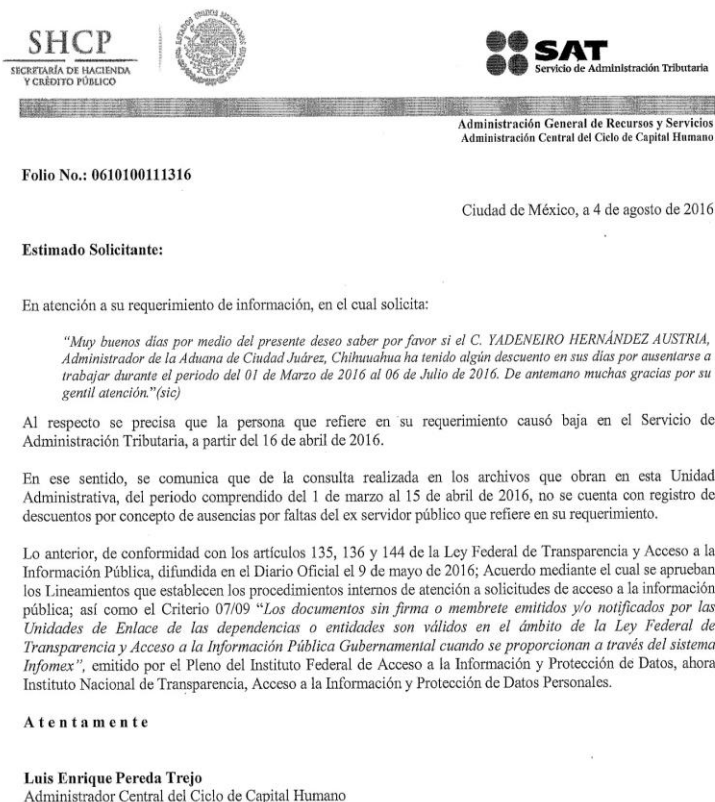 SHCP
SECRETARÍA DE HACIENDA
Y CRÉDITO PÚBLICO
ESTADOS UNIDOS MEXICANOS
SAT
Servicio de Administración Tributaria
Administración General de Recursos y Servicios
Administración Central del Ciclo de Capital Humano
Folio No.: 0610100111316
Ciudad de México, a 4 de agosto de 2016
Estimado Solicitante:
En atención a su requerimiento de información, en el cual solicita:
“Muy buenos días por medio del presente deseo saber por favor si el C. YADENEIRO HERNÁNDEZ AUSTRIA,
Administrador de la Aduana de Ciudad Juárez, Chihuuahua ha tenido algún descuento en sus días por ausentarse a
trabajar durante el periodo del 01 de Marzo de 2016 al 06 de Julio de 2016. De antemano muchas gracias por su
gentil atención.”(sic)
Al respecto se precisa que la persona que refiere en su requerimiento causó baja en el Servicio de
Administración Tributaria, a partir del 16 de abril de 2016.
En ese sentido, se comunica que de la consulta realizada en los archivos que obran en esta Unidad
Administrativa, del periodo comprendido del 1 de marzo al 15 de abril de 2016, no se cuenta con registro de
descuentos por concepto de ausencias por faltas del ex servidor público que refiere en su requerimiento.
Lo anterior, de conformidad con los artículos 135, 136 y 144 de la Ley Federal de Transparencia y Acceso a la
Información Pública, difundida en el Diario Oficial el 9 de mayo de 2016; Acuerdo mediante el cual se aprueban
los Lineamientos que establecen los procedimientos internos de atención a solicitudes de acceso a la información
pública; así como el Criterio 07/09 “Los documentos sin firma o membrete emitidos y/o notificados por las
Unidades de Enlace de las dependencias o entidades son válidos en el ámbito de la Ley Federal de
Transparencia y Acceso a la Información Pública Gubernamental cuando se proporcionan a través del sistema
Infomex”, emitido por el Pleno del Instituto Federal de Acceso a la Información y Protección de Datos, ahora
Instituto Nacional de Transparencia, Acceso a la Información y Protección de Datos Personales.
A t e n t a m e n t e
Luis Enrique Pereda Trejo
Administrador Central del Ciclo de Capital Humano